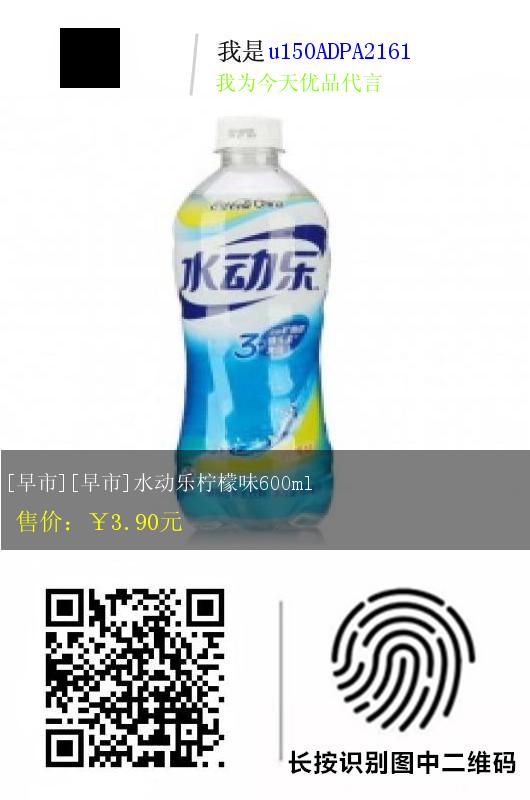 我是u150ADPA2161
我为今天优品代言
水动乐
3
[早市][早市]水动乐柠檬味600ml
售价：￥3.90元
长按识别图中二维码